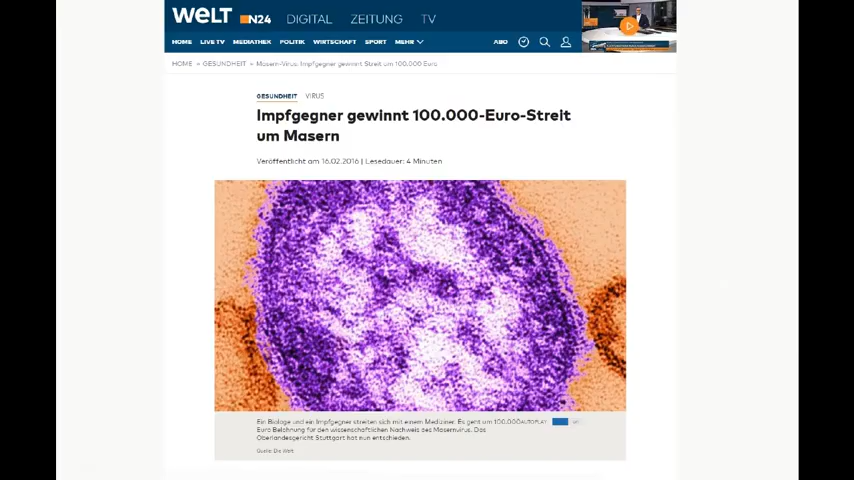 WELT N24 DIGITAL ZEITUNG TV
HOME LIVE TV MEDIATHEK POLITIK WIRTSCHAFT SPORT MEHR ABO
HOME » GESUNDHEIT » Masern-Virus: Impfgegner gewinnt Streit um 100.000 Euro
GESUNDHEIT VIRUS
Impfgegner gewinnt 100.000-Euro-Streit
um Masern
Veröffentlicht am 16.02.2016 | Lesedauer: 4 Minuten
Ein Biologe und ein Impfgegner streiten sich mit einem Mediziner. Es geht um 100.000 AUTOPLAY
Euro Belohnung für den wissenschaftlichen Nachweis des Masernvirus. Das
Oberlandesgericht Stuttgart hat nun entschieden.
Quelle: Die Welt